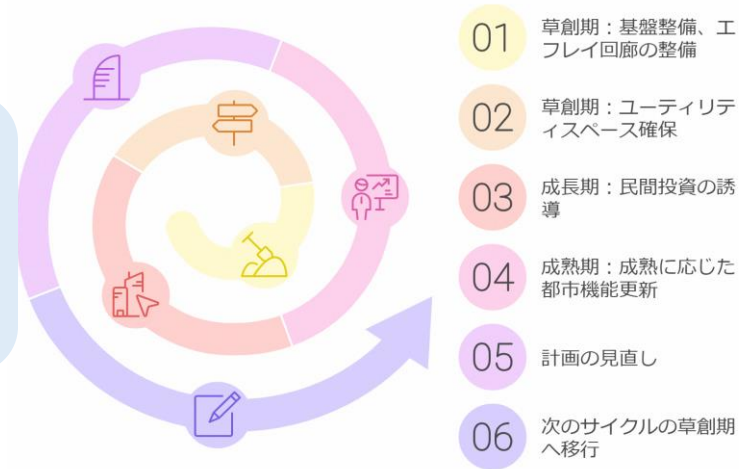 01
草創期：基盤整備、エ
フレイ回廊の整備
02
草創期：ユーティリテ
ィスペース確保
03
成長期：民間投資の誘
導
04
成熟期：成熟に応じた
都市機能更新
05
計画の見直し
06
次のサイクルの草創期
へ移行